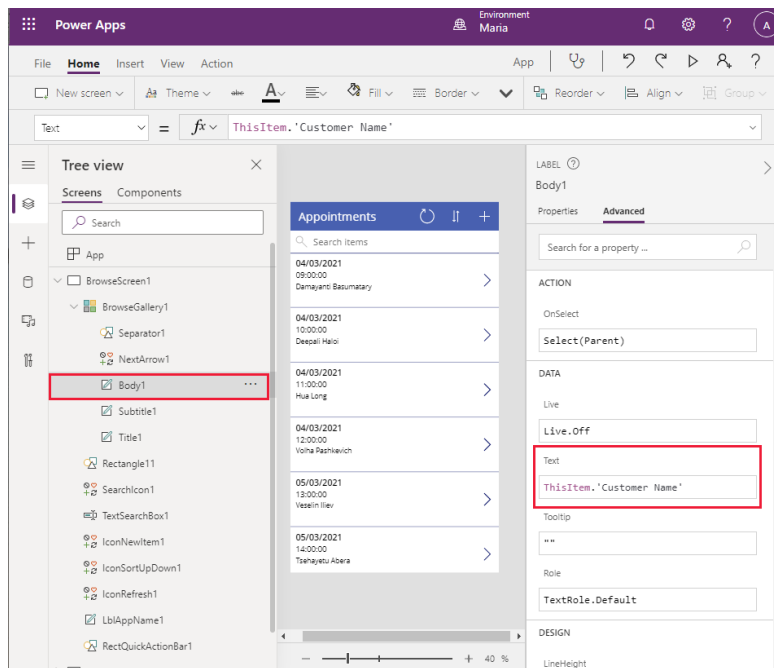 Power Apps
Environment
Maria
A
File Home Insert View Action
App
New screen
Theme
abc
A
Fill
Border
Reorder
Align
Group
Text
=
fx
ThisItem.'Customer Name'
Tree view
Screens Components
Search
App
BrowseScreen1
BrowseGallery1
Separator1
NextArrow1
Body1
Subtitle1
Title1
Rectangle11
SearchIcon1
TextSearchBox1
IconNewItem1
IconSortUpDown1
IconRefresh1
LblAppName1
RectQuickActionBar1
Appointments
Search items
04/03/2021
09:00:00
Damayanti Basumatary
04/03/2021
10:00:00
Deepali Haloi
04/03/2021
11:00:00
Hua Long
04/03/2021
12:00:00
Volha Pashkevich
05/03/2021
13:00:00
Veselin Iliev
05/03/2021
14:00:00
Tsehayetu Abera
40 %
LABEL
Body1
Properties Advanced
Search for a property ...
ACTION
OnSelect
Select(Parent)
DATA
Live
Live.Off
Text
ThisItem.'Customer Name'
Tooltip
""
Role
TextRole.Default
DESIGN
LineHeight